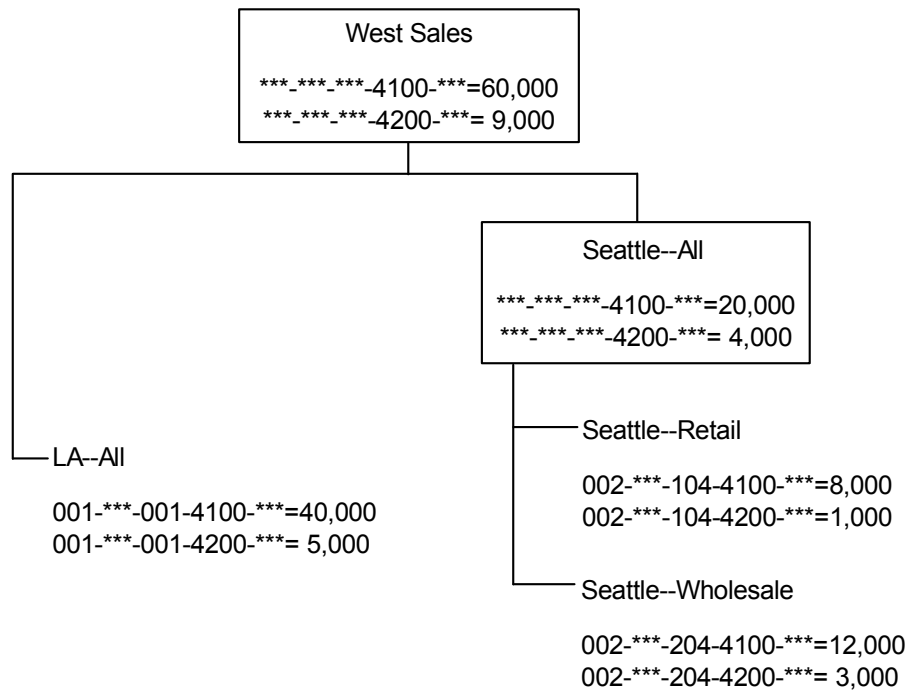 West Sales
***-***-***-4100-***=60,000
***-***-***-4200-***= 9,000
Seattle--All
***-***-***-4100-***=20,000
***-***-***-4200-***= 4,000
LA--All
001-***-001-4100-***=40,000
001-***-001-4200-***= 5,000
Seattle--Retail
002-***-104-4100-***=8,000
002-***-104-4200-***=1,000
Seattle--Wholesale
002-***-204-4100-***=12,000
002-***-204-4200-***= 3,000